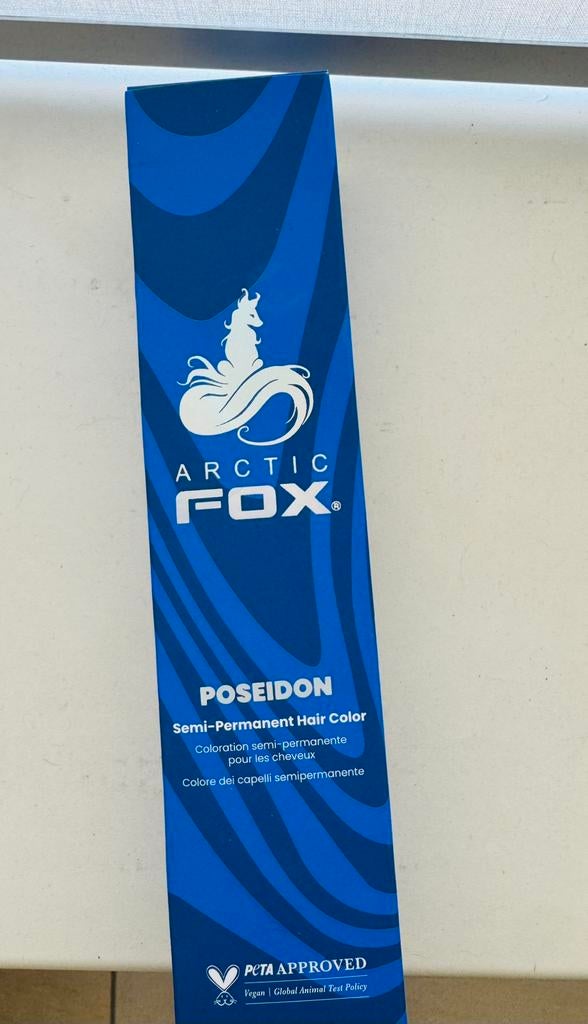 ARCTIC
FOX®
POSEIDON
Semi-Permanent Hair Color
Coloration semi-permanente
pour les cheveux
Colore dei capelli semipermanente
PeTA APPROVED
Vegan | Global Animal Test Policy